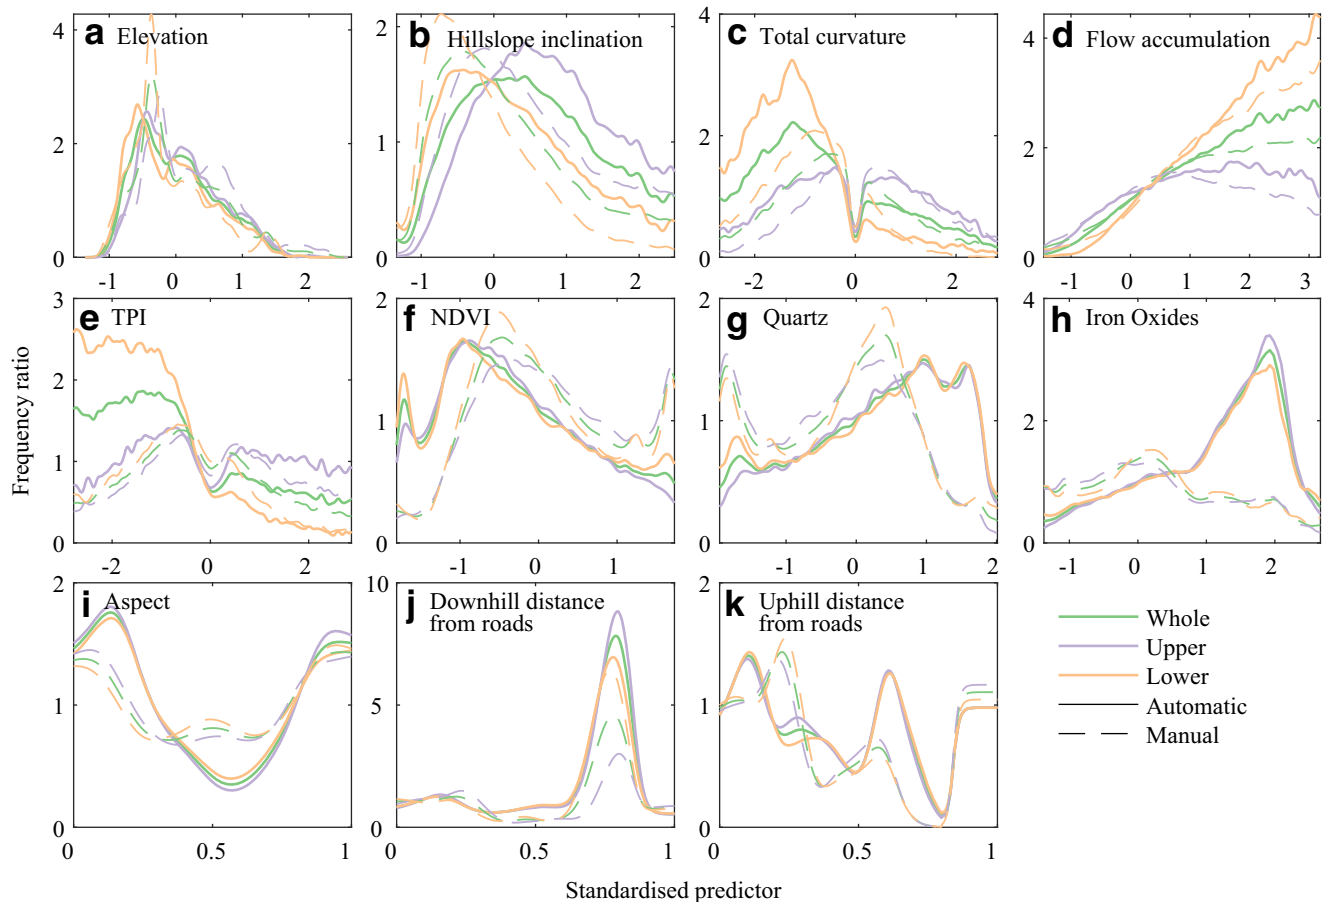 a Elevation
b Hillslope inclination
c Total curvature
d Flow accumulation
4
2
0
-1 0 1 2
2
1
0
-1 0 1 2
4
2
0
-2 0 2
4
2
0
-1 0 1 2 3
e TPI
f NDVI
g Quartz
h Iron Oxides
3
2
1
0
-2 0 2
2
1
0
-1 0 1
2
1
0
-2 -1 0 1 2
4
2
0
-1 0 1 2
i Aspect
j Downhill distance
from roads
k Uphill distance
from roads
2
1
0
0 0.5 1
10
5
0
0 0.5 1
2
1
0
0 0.5 1
Whole
Upper
Lower
Automatic
Manual
Frequency ratio
Standardised predictor